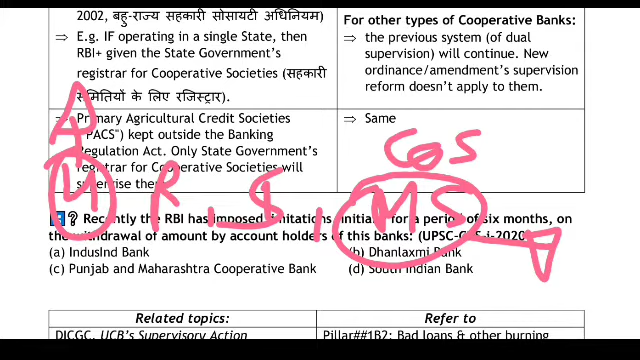 2002, बहु-राज्य सहकारी सोसायटी अधिनियम)
⇒ E.g. IF operating in a single State, then
RBI+ given the State Government's
registrar for Cooperative Societies (सहकारी
समितियों के लिए रजिस्ट्रार).
For other types of Cooperative Banks:
⇒ the previous system (of dual
supervision) will continue. New
ordinance/amendment's supervision
reform doesn't apply to them.
⇒ Primary Agricultural Credit Societies
"PACS") kept outside the Banking
Regulation Act. Only State Government's
registrar for Cooperative Societies will
supervise them
⇒ Same
Cos
M R, S, MS
? Recently the RBI has imposed limitations, initially for a period of six months, on
the withdrawal of amount by account holders of this banks: (UPSC-CDS-i-2020
(a) IndusInd Bank
(b) Dhanlaxmi Bank
(c) Punjab and Maharashtra Cooperative Bank
(d) South Indian Bank
Related topics:
Refer to
DICGC, UCB's Supervisory Action
Pillar##1B2: Bad loans & other burning